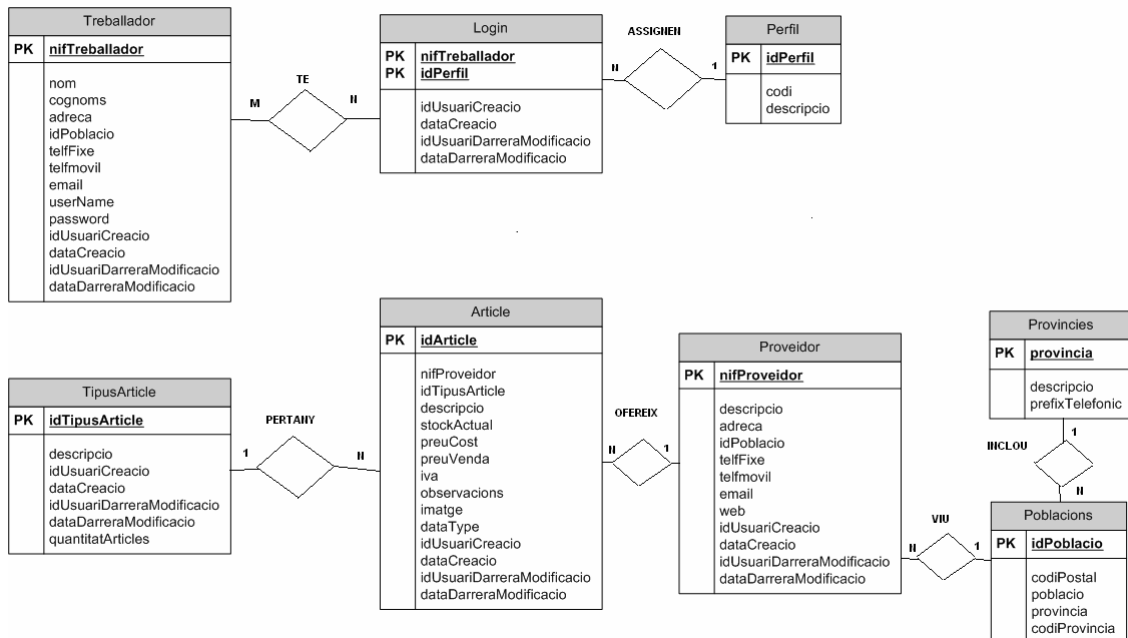 Treballador
PK nifTreballador
nom
cognoms
adreca
idPoblacio
telfFixe
telfmovil
email
userName
password
idUsuariCreacio
dataCreacio
idUsuariDarreraModificacio
dataDarreraModificacio
M
TE
N
Login
PK nifTreballador
PK idPerfil
idUsuariCreacio
dataCreacio
idUsuariDarreraModificacio
dataDarreraModificacio
N
ASSIGNEN
1
Perfil
PK idPerfil
codi
descripcio
TipusArticle
PK idTipusArticle
descripcio
idUsuariCreacio
dataCreacio
idUsuariDarreraModificacio
dataDarreraModificacio
quantitatArticles
1
PERTANY
N
Article
PK idArticle
nifProveidor
idTipusArticle
descripcio
stockActual
preuCost
preuVenda
iva
observacions
imatge
dataType
idUsuariCreacio
dataCreacio
idUsuariDarreraModificacio
dataDarreraModificacio
N
OFEREIX
1
Proveidor
PK nifProveidor
descripcio
adreca
idPoblacio
telfFixe
telfmovil
email
web
idUsuariCreacio
dataCreacio
idUsuariDarreraModificacio
dataDarreraModificacio
N
VIU
1
Provincies
PK provincia
descripcio
prefixTelefonic
1
INCLOU
N
Poblacions
PK idPoblacio
codiPostal
poblacio
provincia
codiProvincia